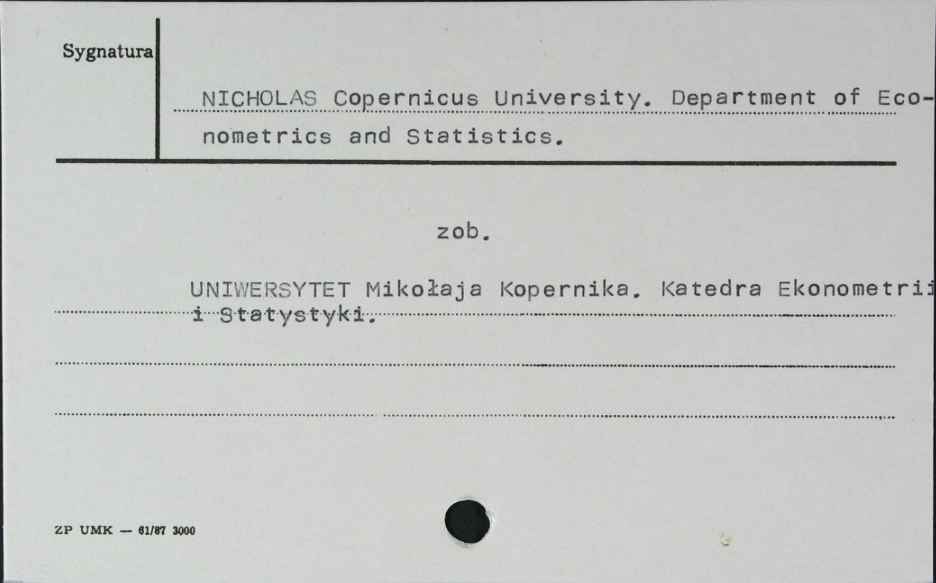 Sygnatura
NICHOLAS Copernicus University. Department of Eco-
nometrics and Statistics.
zob.
UNIWERSYTET Mikołaja Kopernika. Katedra Ekonometrii
i Statystyki.
ZP UMK — 61/87 3000